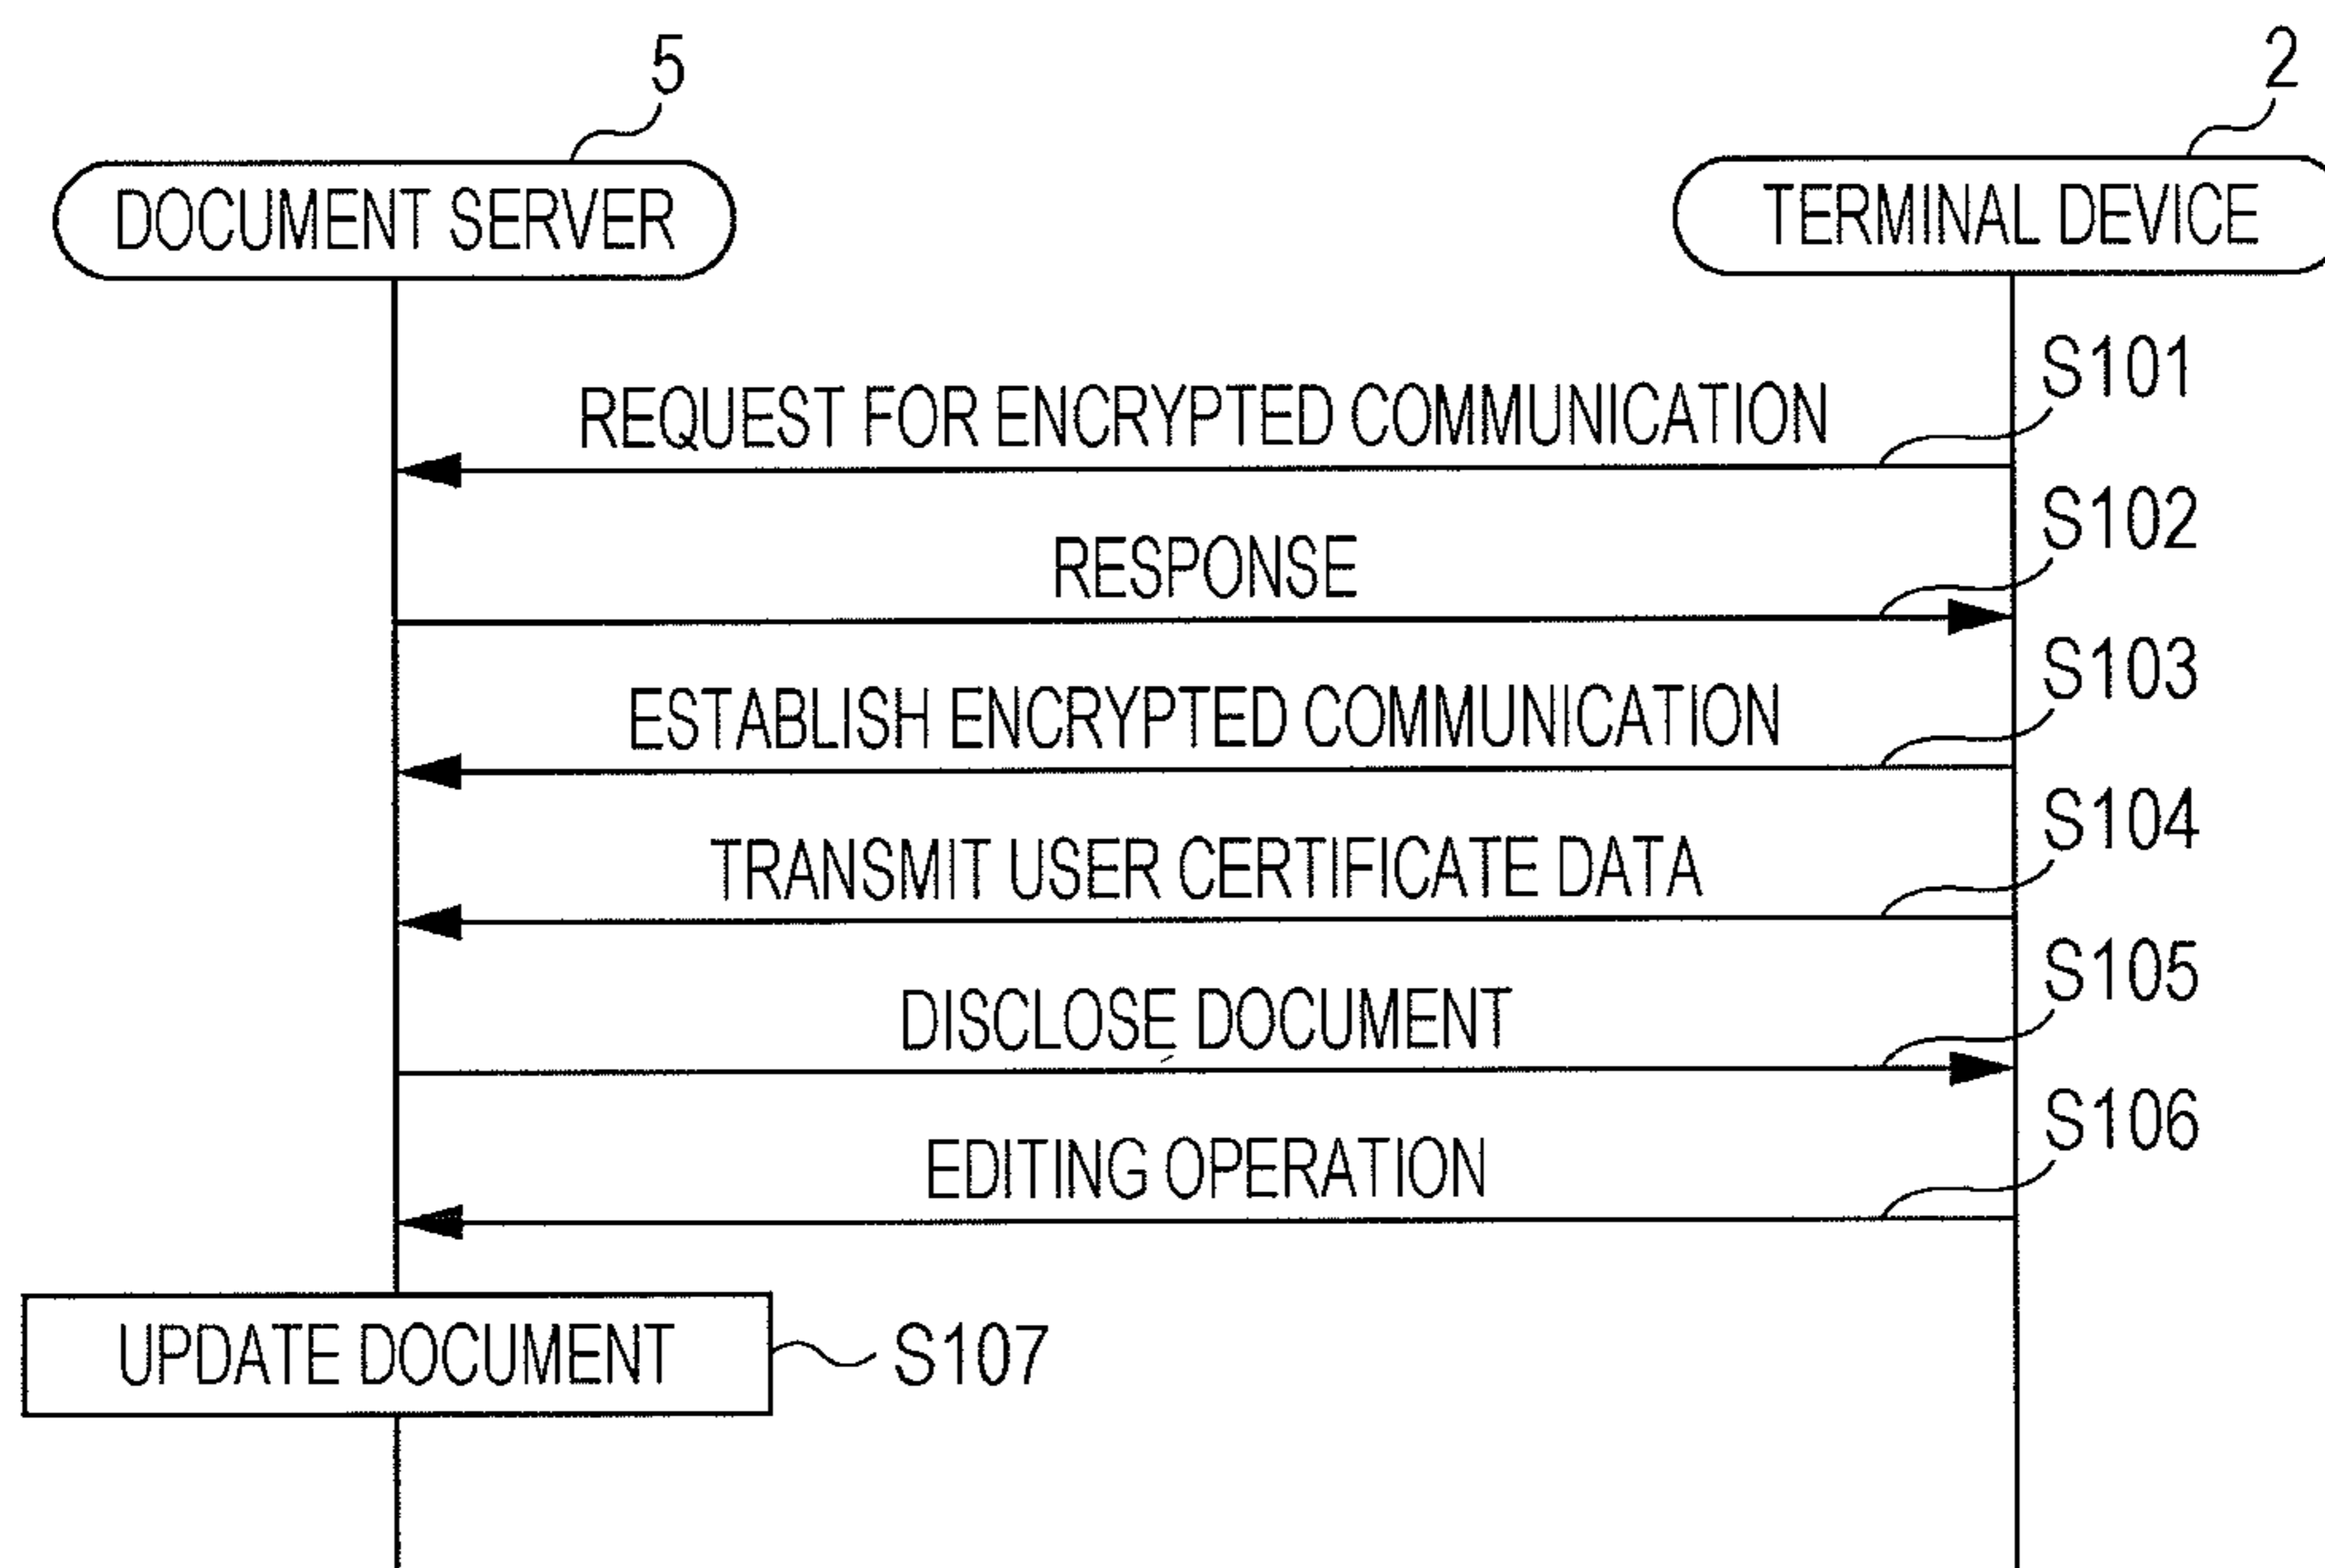 5
2
DOCUMENT SERVER
TERMINAL DEVICE
S101
REQUEST FOR ENCRYPTED COMMUNICATION
S102
RESPONSE
S103
ESTABLISH ENCRYPTED COMMUNICATION
S104
TRANSMIT USER CERTIFICATE DATA
S105
DISCLOSE DOCUMENT
S106
EDITING OPERATION
UPDATE DOCUMENT
S107